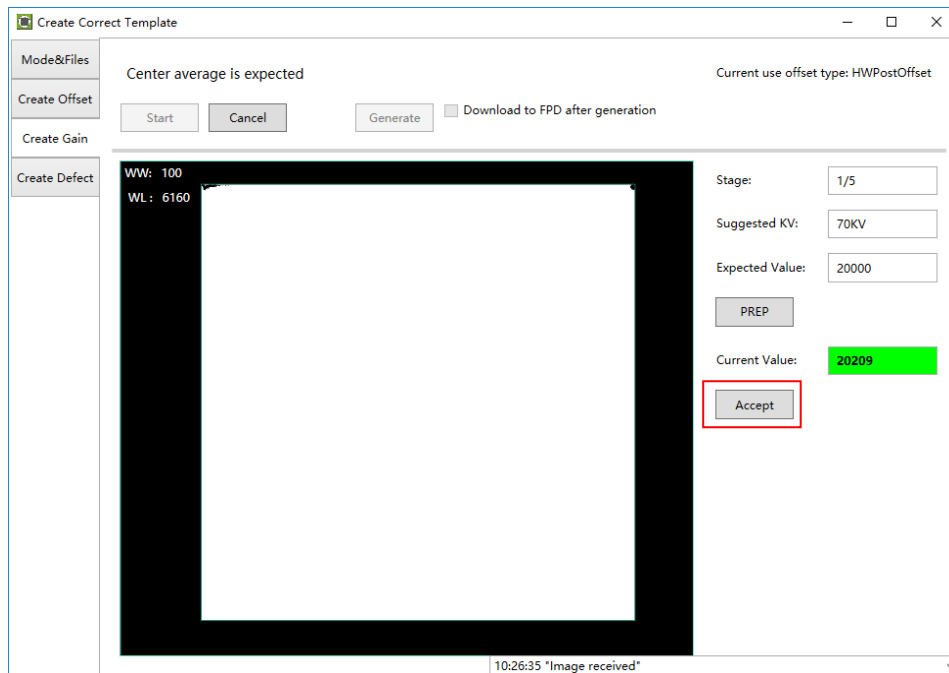 Create Correct Template
Mode&Files
Create Offset
Create Gain
Create Defect
Center average is expected
Current use offset type: HWPostOffset
Start
Cancel
Generate
Download to FPD after generation
WW: 100
WL: 6160
Stage:
1/5
Suggested KV:
70KV
Expected Value:
20000
PREP
Current Value:
20209
Accept
10:26:35 "Image received"